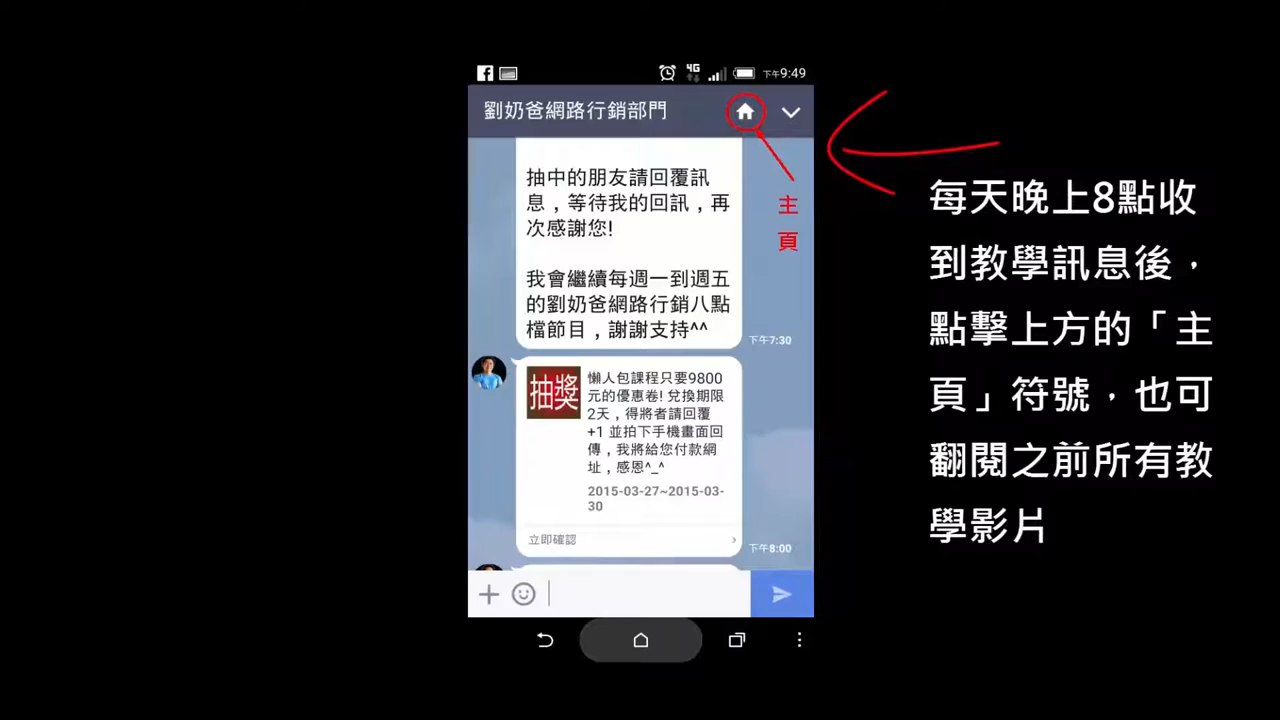 4G
下午9:49
劉奶爸網路行銷部門
抽中的朋友請回覆訊
息，等待我的回訊，再
次感謝您!
我會繼續每週一到週五
的劉奶爸網路行銷八點
檔節目，謝謝支持^^
下午7:30
主
頁
抽獎
懶人包課程只要9800
元的優惠卷! 兌換期限
2天，得將者請回覆
+1 並拍下手機畫面回
傳，我將給您付款網
址，感恩^_^
2015-03-27~2015-03-
30
立即確認
下午8:00
每天晚上8點收
到教學訊息後，
點擊上方的「主
頁」符號，也可
翻閱之前所有教
學影片